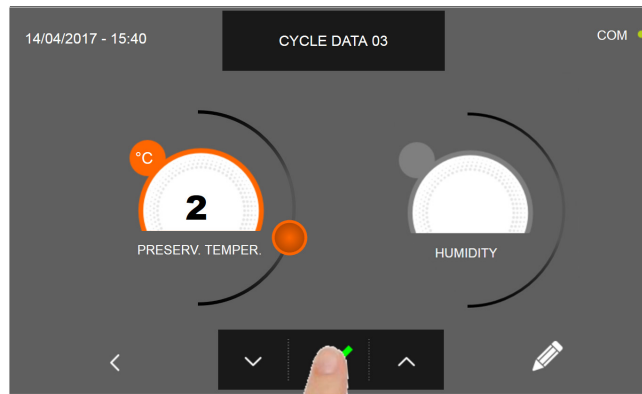 14/04/2017 - 15:40
CYCLE DATA 03
COM
°C
2
PRESERV. TEMPER.
HUMIDITY